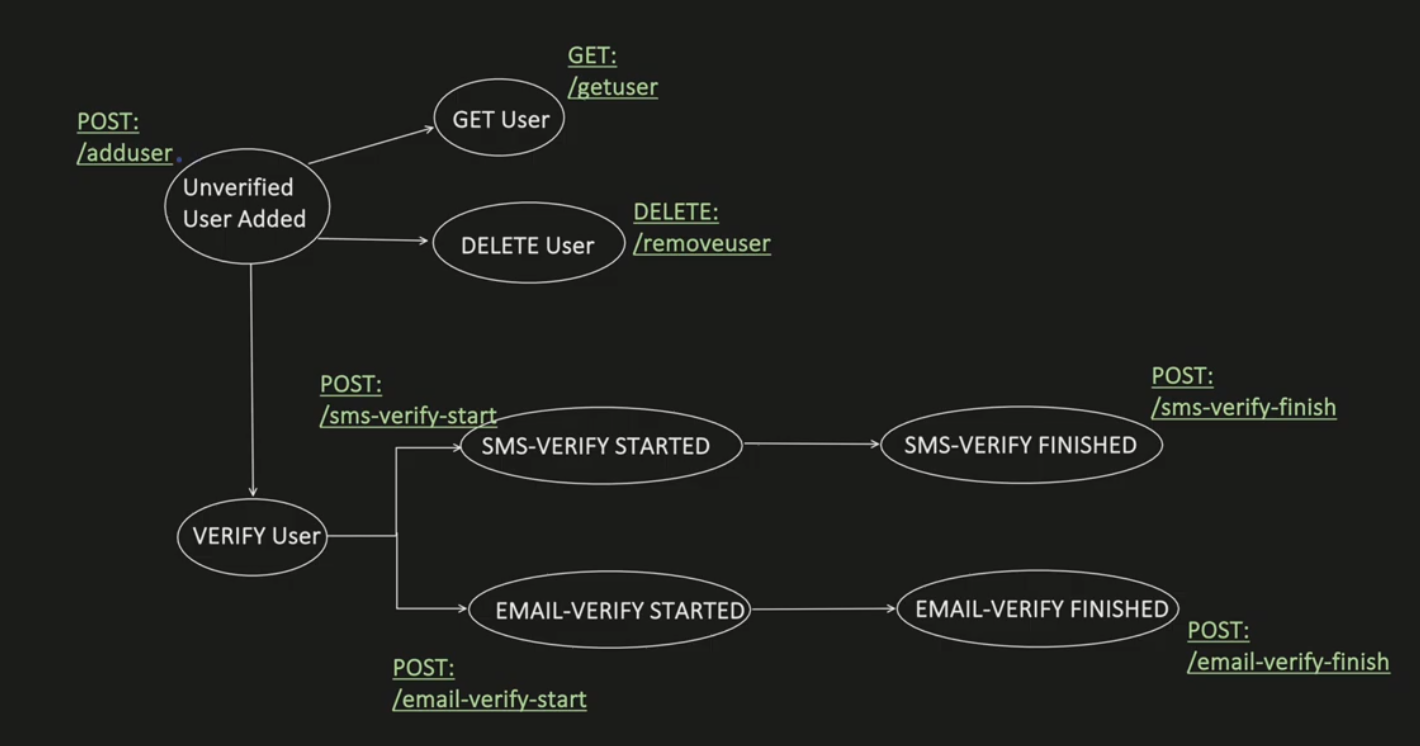 GET:
/getuser
GET User
POST:
/adduser
Unverified
User Added
DELETE:
/removeuser
DELETE User
POST:
/sms-verify-start
SMS-VERIFY STARTED
SMS-VERIFY FINISHED
POST:
/sms-verify-finish
VERIFY User
EMAIL-VERIFY STARTED
EMAIL-VERIFY FINISHED
POST:
/email-verify-finish
POST:
/email-verify-start